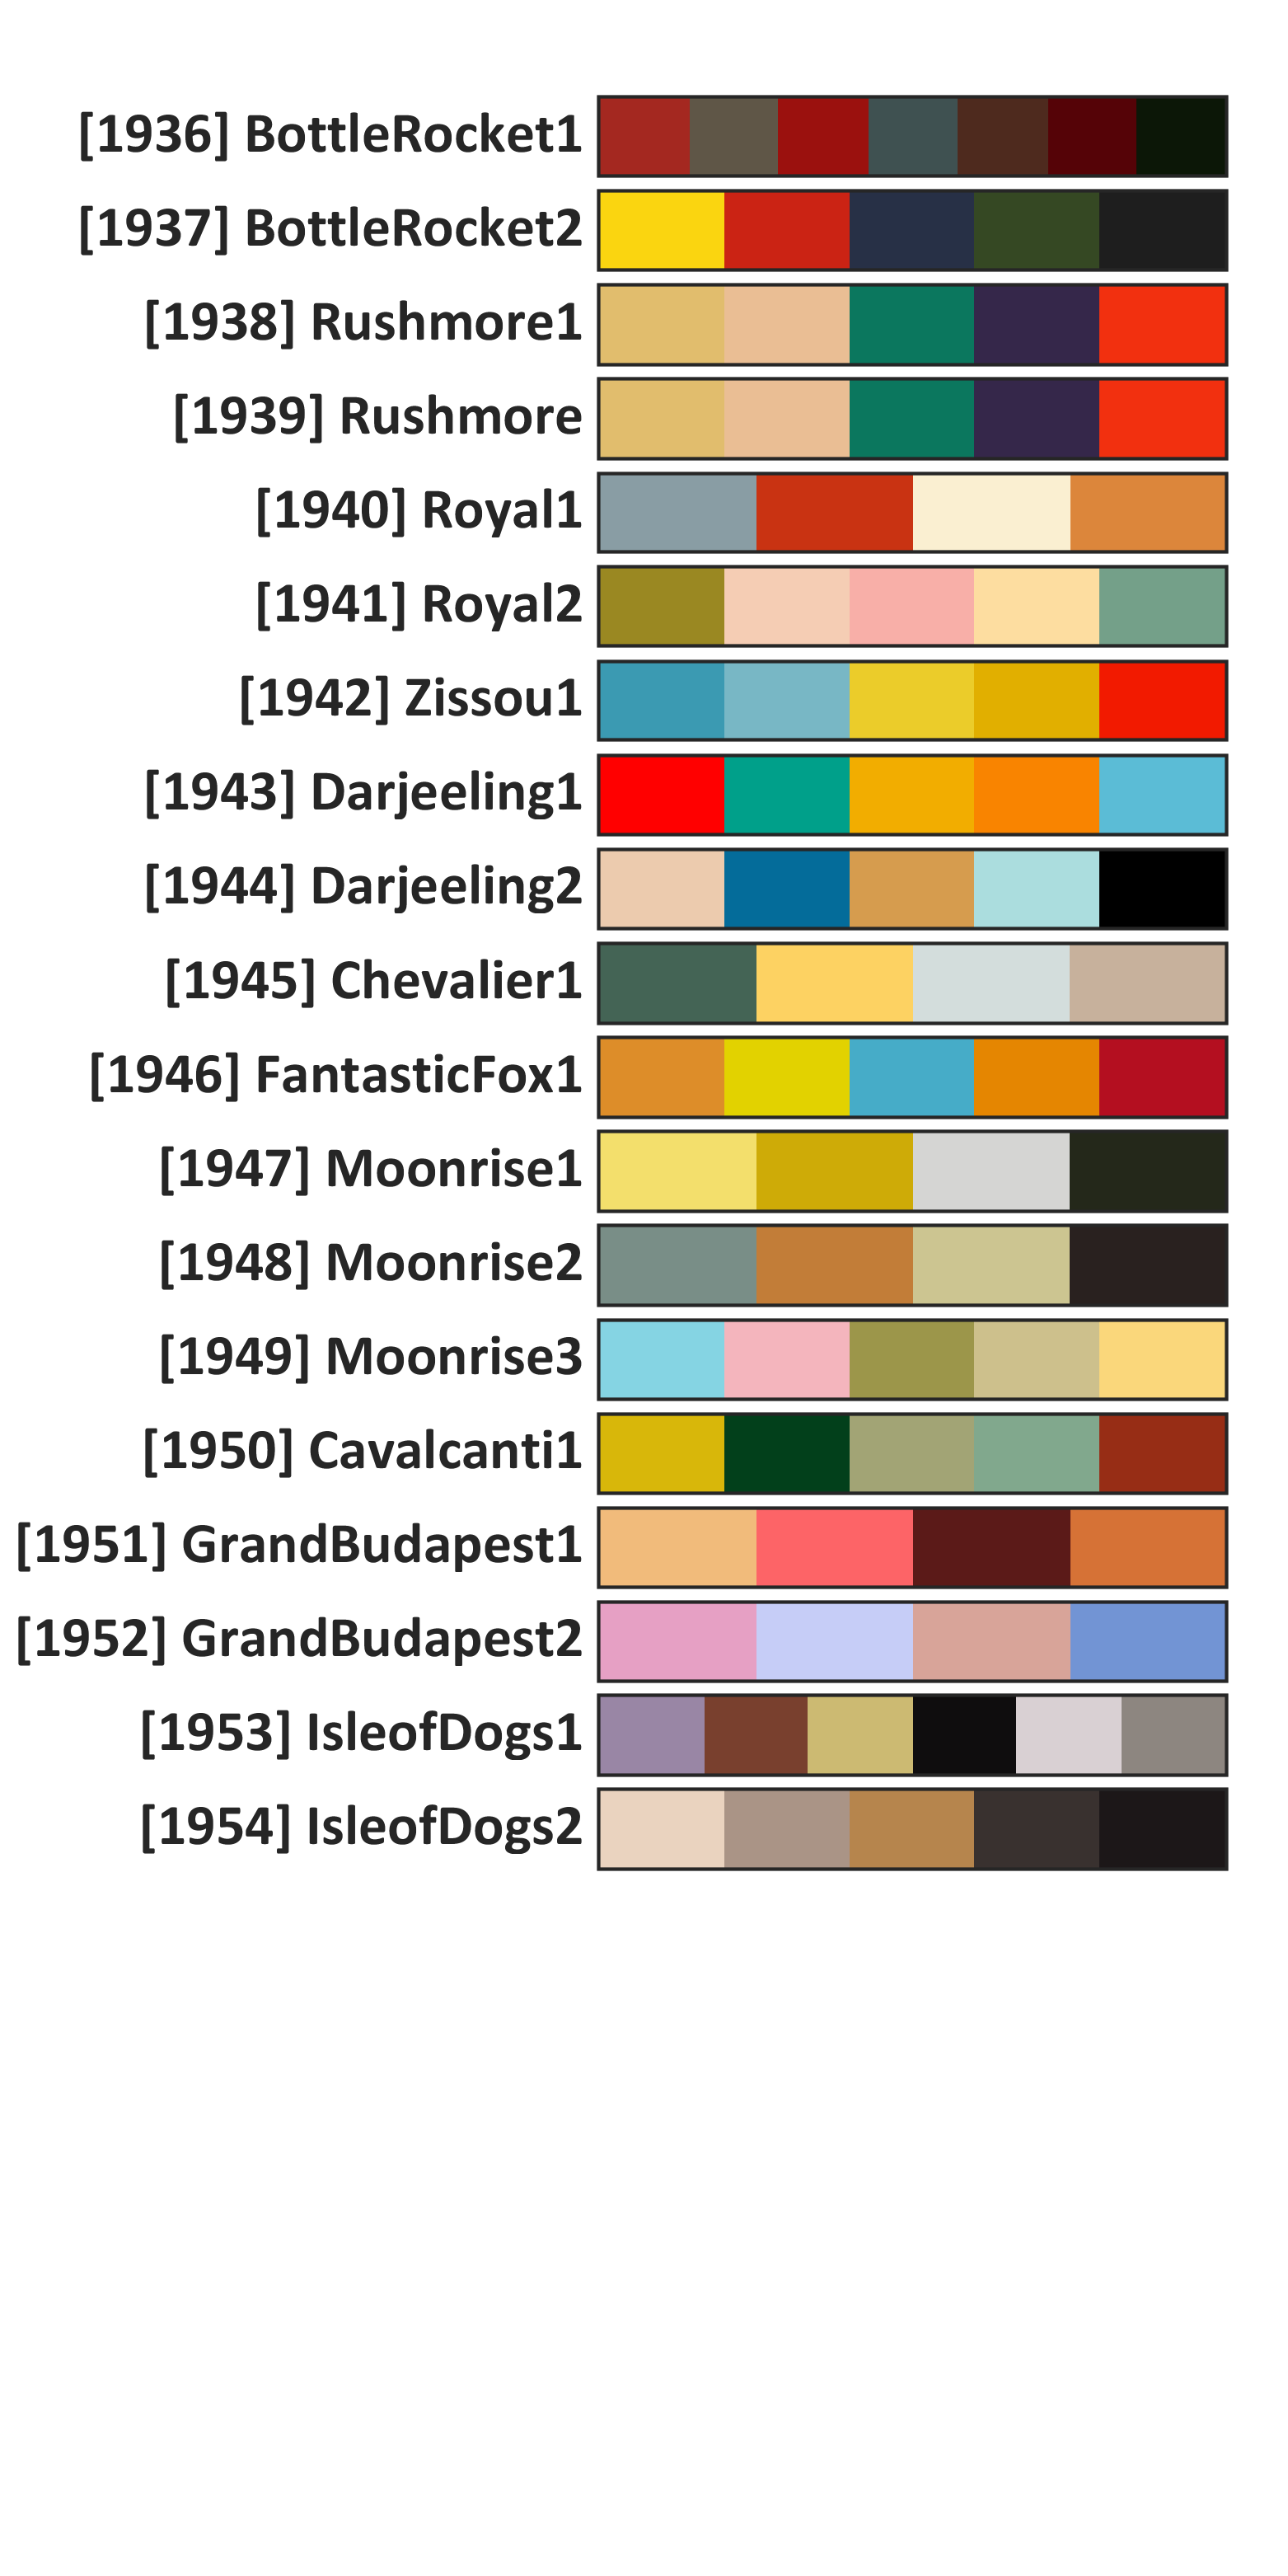 [1936] BottleRocket1
[1937] BottleRocket2
[1938] Rushmore1
[1939] Rushmore
[1940] Royal1
[1941] Royal2
[1942] Zissou1
[1943] Darjeeling1
[1944] Darjeeling2
[1945] Chevalier1
[1946] FantasticFox1
[1947] Moonrise1
[1948] Moonrise2
[1949] Moonrise3
[1950] Cavalcanti1
[1951] GrandBudapest1
[1952] GrandBudapest2
[1953] IsleofDogs1
[1954] IsleofDogs2